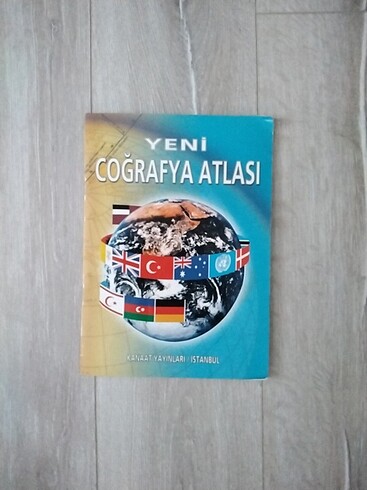 YENİ
COĞRAFYA ATLASI
KANAAT YAYINLARI - İSTANBUL